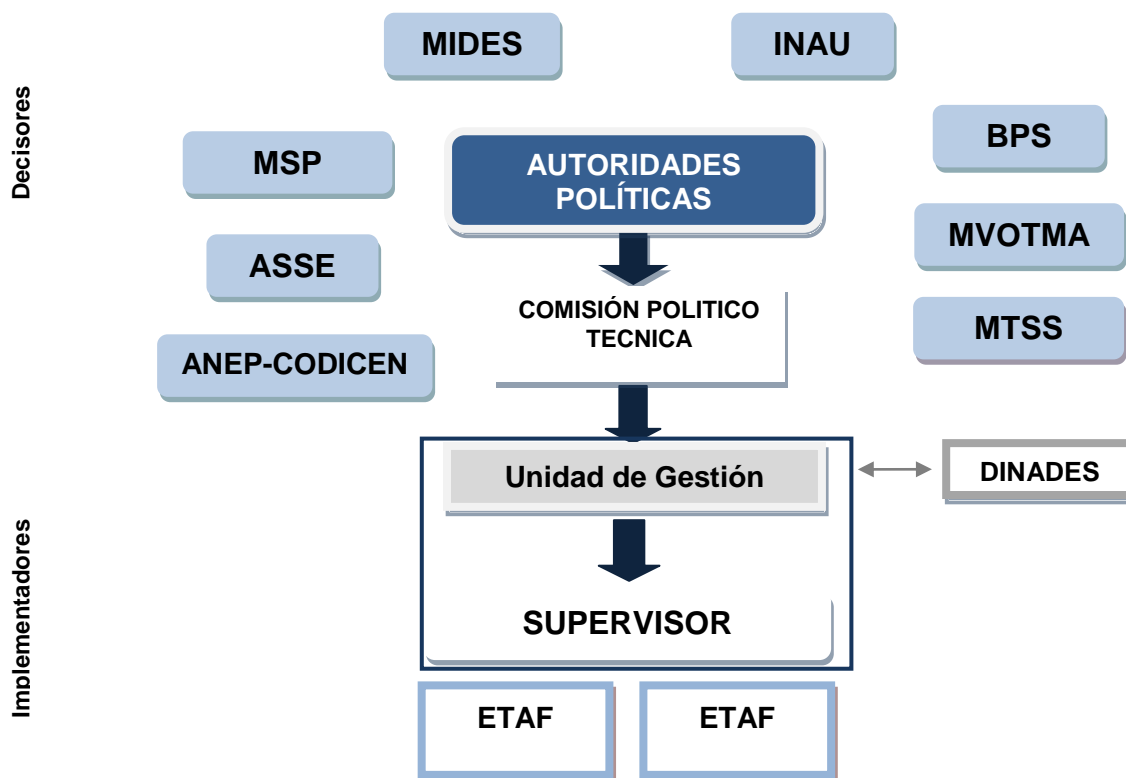 MIDES
INAU
Decisores
MSP
AUTORIDADES
POLÍTICAS
BPS
ASSE
MVOTMA
COMISIÓN POLITICO
TECNICA
MTSS
ANEP-CODICEN
Unidad de Gestión
DINADES
Implementadores
SUPERVISOR
ETAF
ETAF